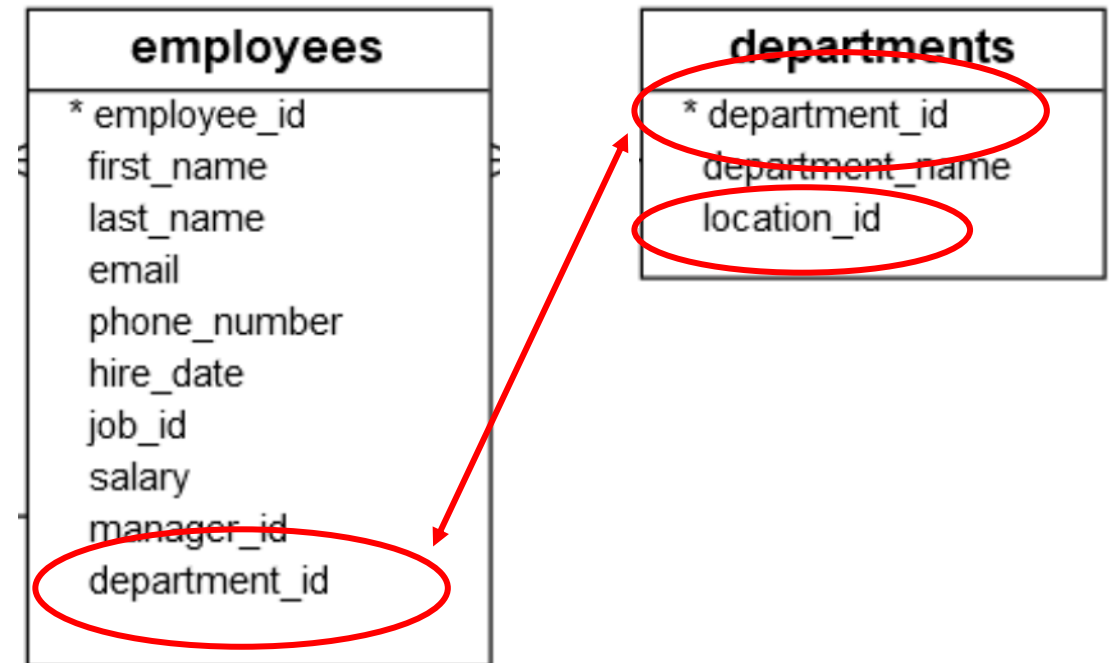 employees
* employee_id
first_name
last_name
email
phone_number
hire_date
job_id
salary
manager_id
department_id
departments
* department_id
department_name
location_id